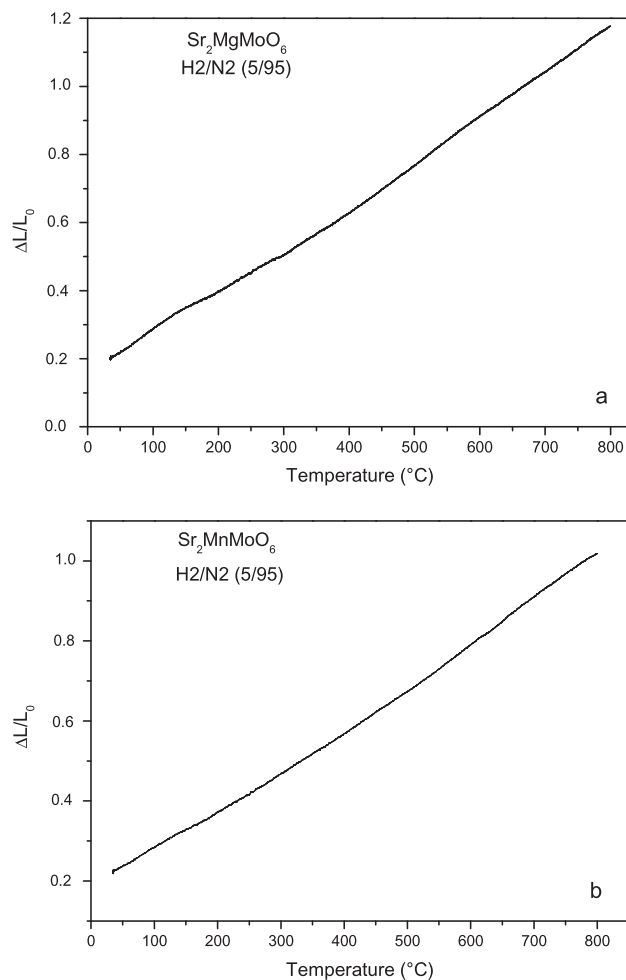 1.2
Sr₂MgMoO₆
H2/N2 (5/95)
1.0
0.8
ΔL/L₀
0.6
0.4
0.2
a
0.0
0 100 200 300 400 500 600 700 800
Temperature (°C)
Sr₂MnMoO₆
1.0
H2/N2 (5/95)
0.8
ΔL/L₀
0.6
0.4
0.2
b
0 100 200 300 400 500 600 700 800
Temperature (°C)